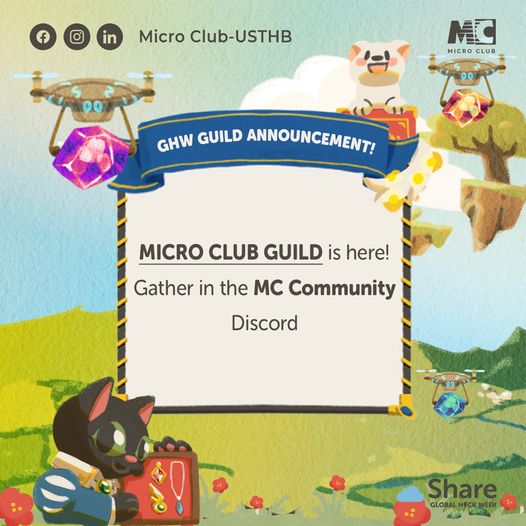 Micro Club-USTHB
MC
MICRO CLUB
GHW GUILD ANNOUNCEMENT!
MICRO CLUB GUILD is here!
Gather in the MC Community
Discord
Share
GLOBAL HACK WEEK